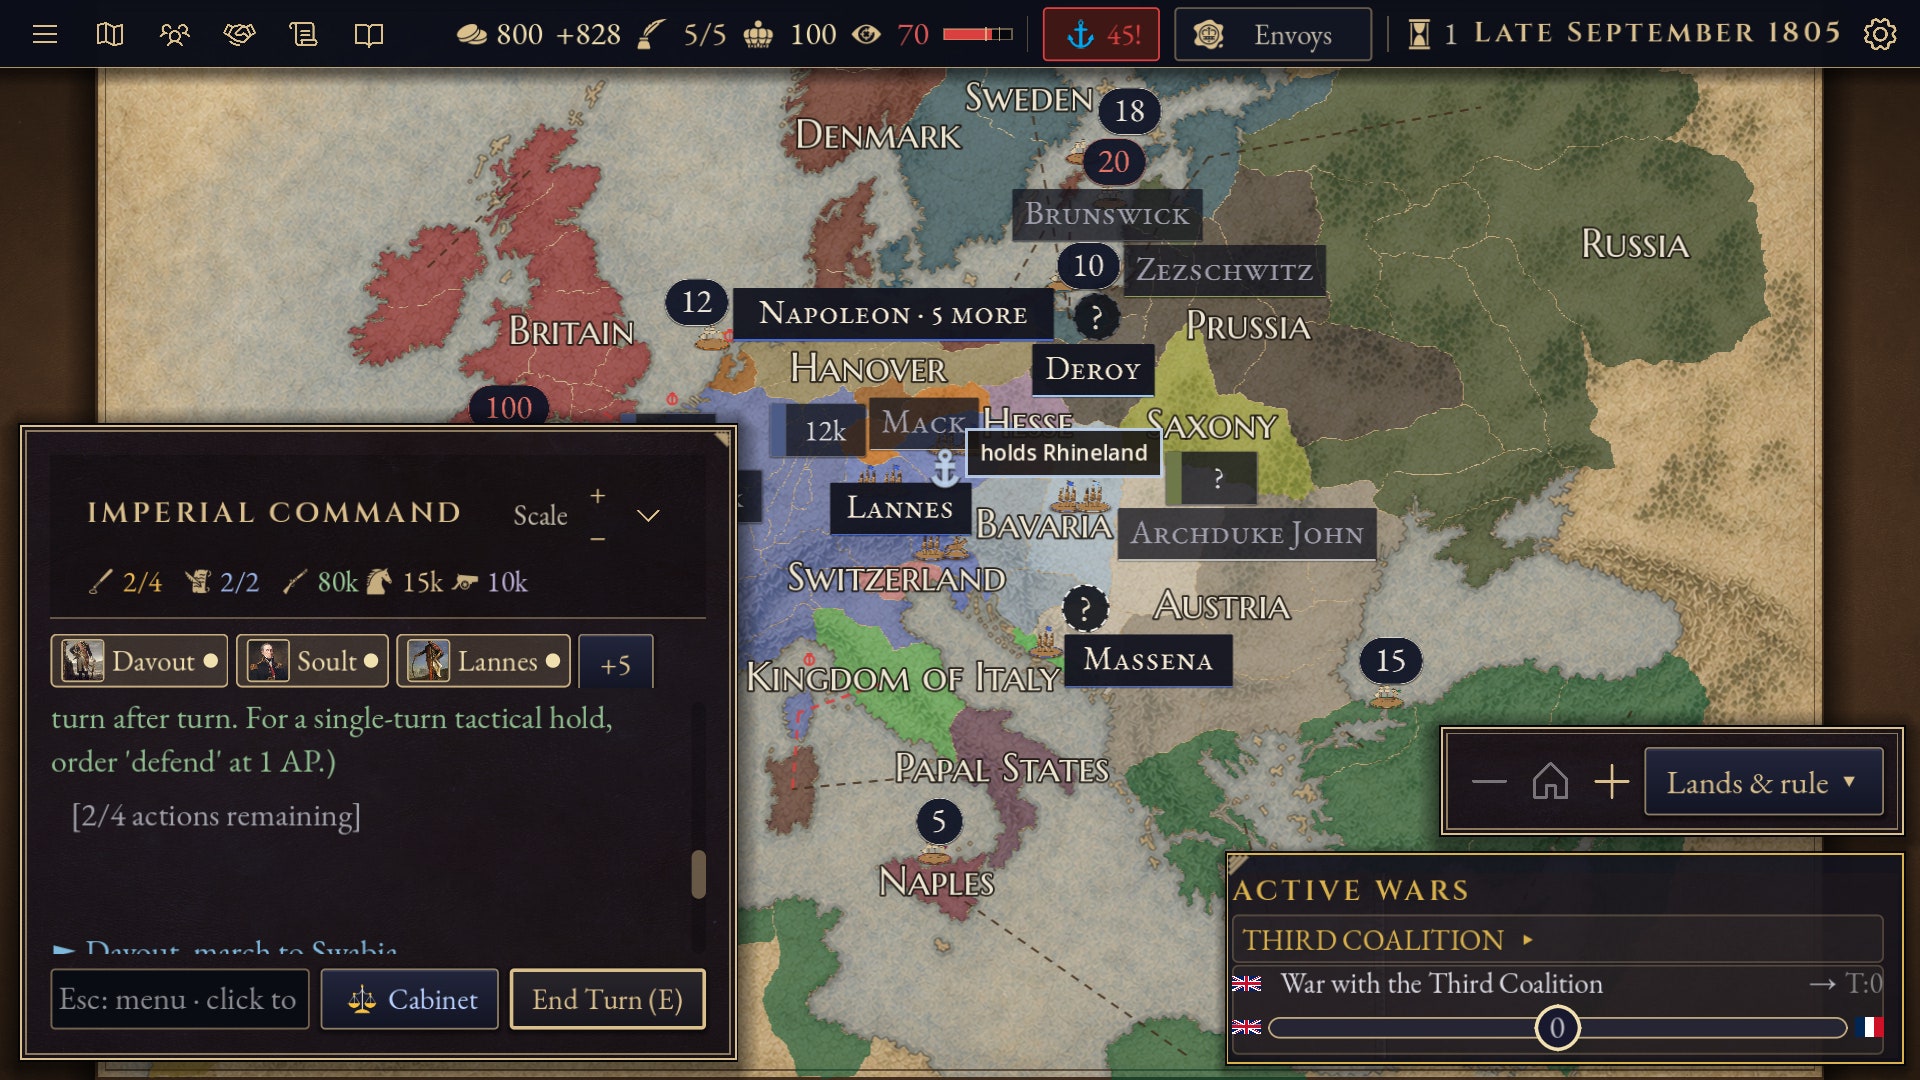 800 +828 5/5 100 70 45! Envoys 1 LATE SEPTEMBER 1805
SWEDEN 18
DENMARK
20
BRUNSWICK
RUSSIA
10 ZEZSCHWITZ
12 NAPOLEON · 5 MORE ?
BRITAIN PRUSSIA
HANOVER DEROY
100
12k MACK HESSE SAXONY
holds Rhineland
?
LANNES BAVARIA ARCHDUKE JOHN
SWITZERLAND
? AUSTRIA
15
KINGDOM OF ITALY MASSENA
PAPAL STATES
5
NAPLES
IMPERIAL COMMAND Scale + −
2/4 2/2 80k 15k 10k
Davout Soult Lannes +5
turn after turn. For a single-turn tactical hold,
order 'defend' at 1 AP.)
[2/4 actions remaining]
► Davout, march to Swabia
Esc: menu · click to Cabinet End Turn (E)
Lands & rule ▼
ACTIVE WARS
THIRD COALITION ▸
War with the Third Coalition → T:0
0